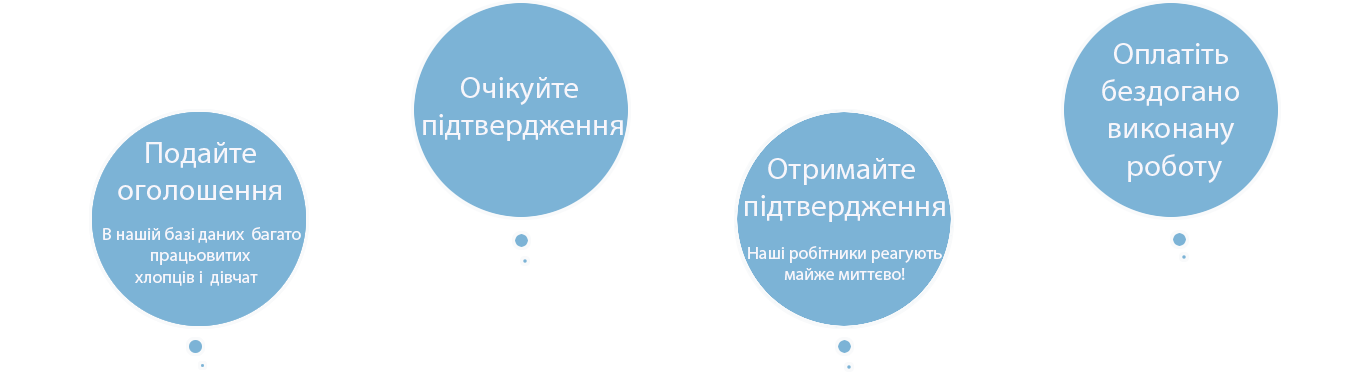 Подайте
оголошення
В нашій базі даних багато
працьовитих
хлопців і дівчат
Очікуйте
підтвердження
Отримайте
підтвердження
Наші робітники реагують
майже миттєво!
Оплатіть
бездогано
виконану
роботу